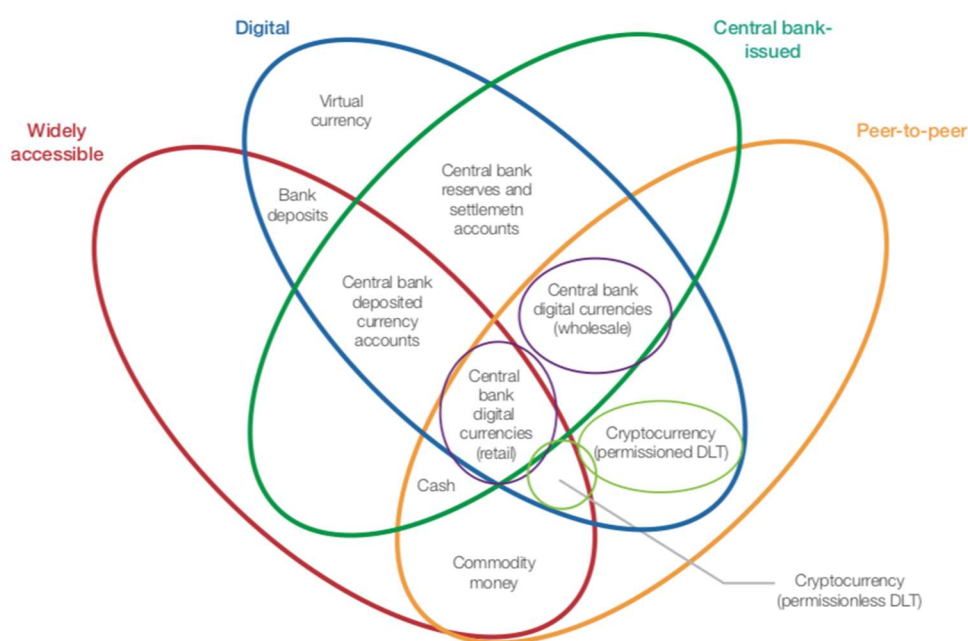 Digital
Central bank-
issued
Virtual
currency
Widely
accessible
Peer-to-peer
Central bank
reserves and
settlemetn
accounts
Bank
deposits
Central bank
deposited
currency
accounts
Central bank
digital currencies
(wholesale)
Central
bank
digital
currencies
(retail)
Cryptocurrency
(permissioned DLT)
Cash
Commodity
money
Cryptocurrency
(permissionless DLT)